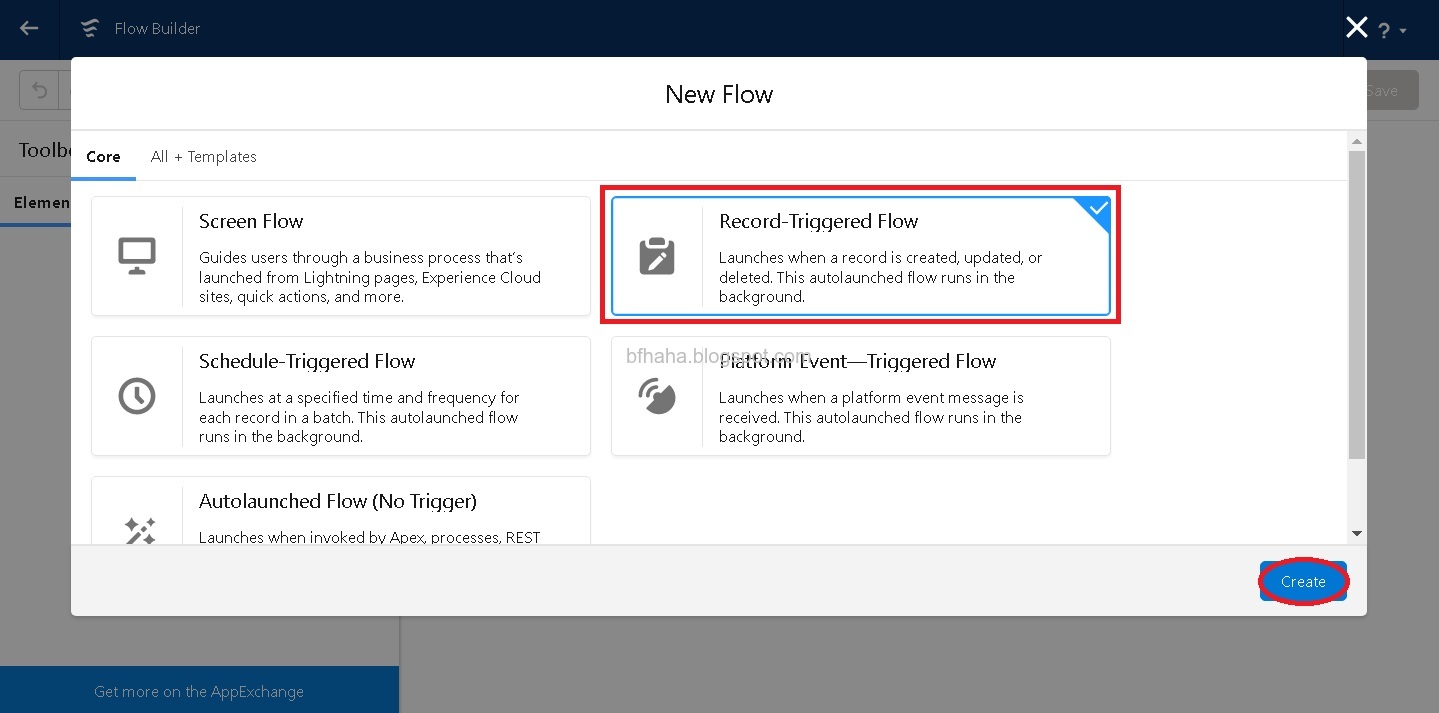 Flow Builder
?
New Flow
Save
Toolb
Core
All + Templates
Elemen
Screen Flow
Guides users through a business process that's
launched from Lightning pages, Experience Cloud
sites, quick actions, and more.
Record-Triggered Flow
Launches when a record is created, updated, or
deleted. This autolaunched flow runs in the
background.
Schedule-Triggered Flow
Launches at a specified time and frequency for
each record in a batch. This autolaunched flow
runs in the background.
bfhaha.blogspot.com
Platform Event—Triggered Flow
Launches when a platform event message is
received. This autolaunched flow runs in the
background.
Autolaunched Flow (No Trigger)
Launches when invoked by Apex, processes, REST
Create
Get more on the AppExchange